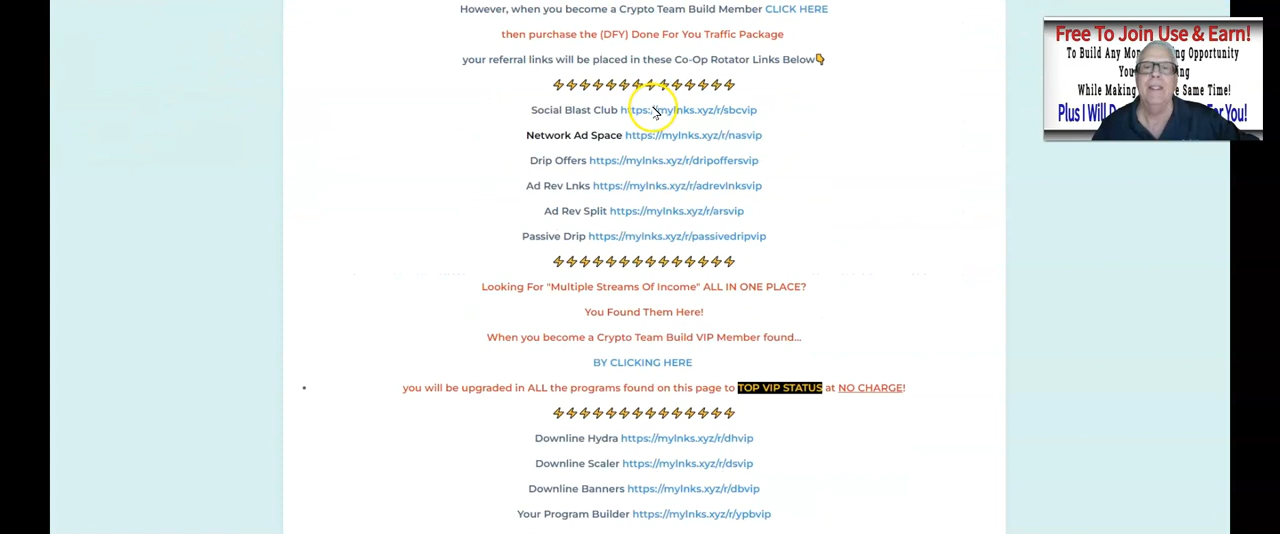 However, when you become a Crypto Team Build Member CLICK HERE
then purchase the (DFY) Done For You Traffic Package
your referral links will be placed in these Co-Op Rotator Links Below👇
⚡⚡⚡⚡⚡⚡⚡⚡⚡⚡⚡⚡⚡⚡
Social Blast Club https://mylnks.xyz/r/sbcvip
Network Ad Space https://mylnks.xyz/r/nasvip
Drip Offers https://mylnks.xyz/r/dripoffersvip
Ad Rev Lnks https://mylnks.xyz/r/adrevlnksvip
Ad Rev Split https://mylnks.xyz/r/arsvip
Passive Drip https://mylnks.xyz/r/passivedripvip
⚡⚡⚡⚡⚡⚡⚡⚡⚡⚡⚡⚡⚡⚡
Looking For "Multiple Streams Of Income" ALL IN ONE PLACE?
You Found Them Here!
When you become a Crypto Team Build VIP Member found...
BY CLICKING HERE
• you will be upgraded in ALL the programs found on this page to TOP VIP STATUS at NO CHARGE!
⚡⚡⚡⚡⚡⚡⚡⚡⚡⚡⚡⚡⚡⚡
Downline Hydra https://mylnks.xyz/r/dhvip
Downline Scaler https://mylnks.xyz/r/dsvip
Downline Banners https://mylnks.xyz/r/dbvip
Your Program Builder https://mylnks.xyz/r/ypbvip
Free To Join Use & Earn!
To Build Any Opportunity
While Making Same Time!
Plus I Will You!